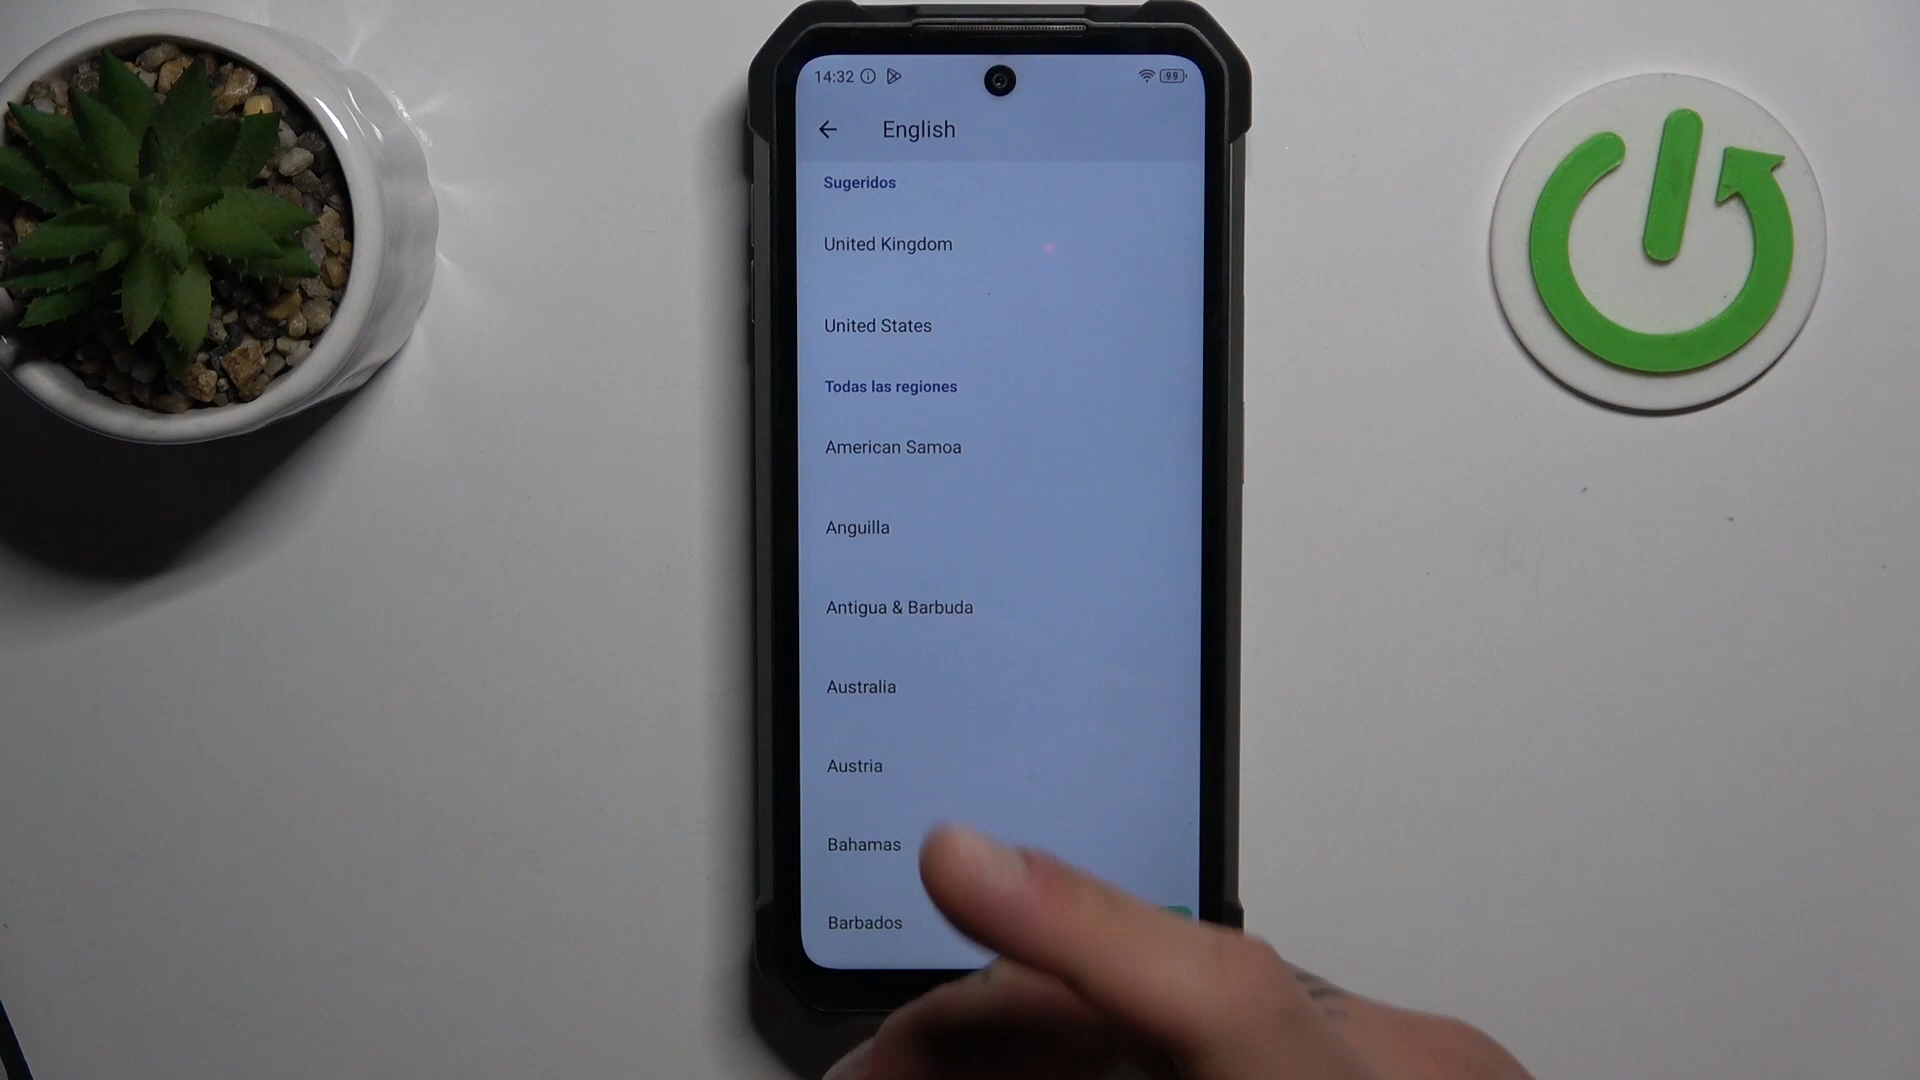 14:32 99
English
Sugeridos
United Kingdom
United States
Todas las regiones
American Samoa
Anguilla
Antigua & Barbuda
Australia
Austria
Bahamas
Barbados